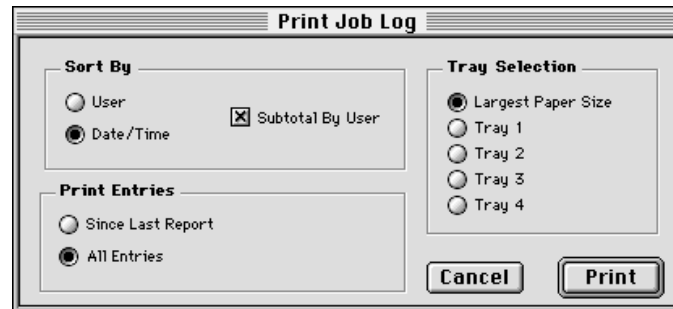 Print Job Log
Sort By
User
Date/Time
Subtotal By User
Print Entries
Since Last Report
All Entries
Tray Selection
Largest Paper Size
Tray 1
Tray 2
Tray 3
Tray 4
Cancel
Print